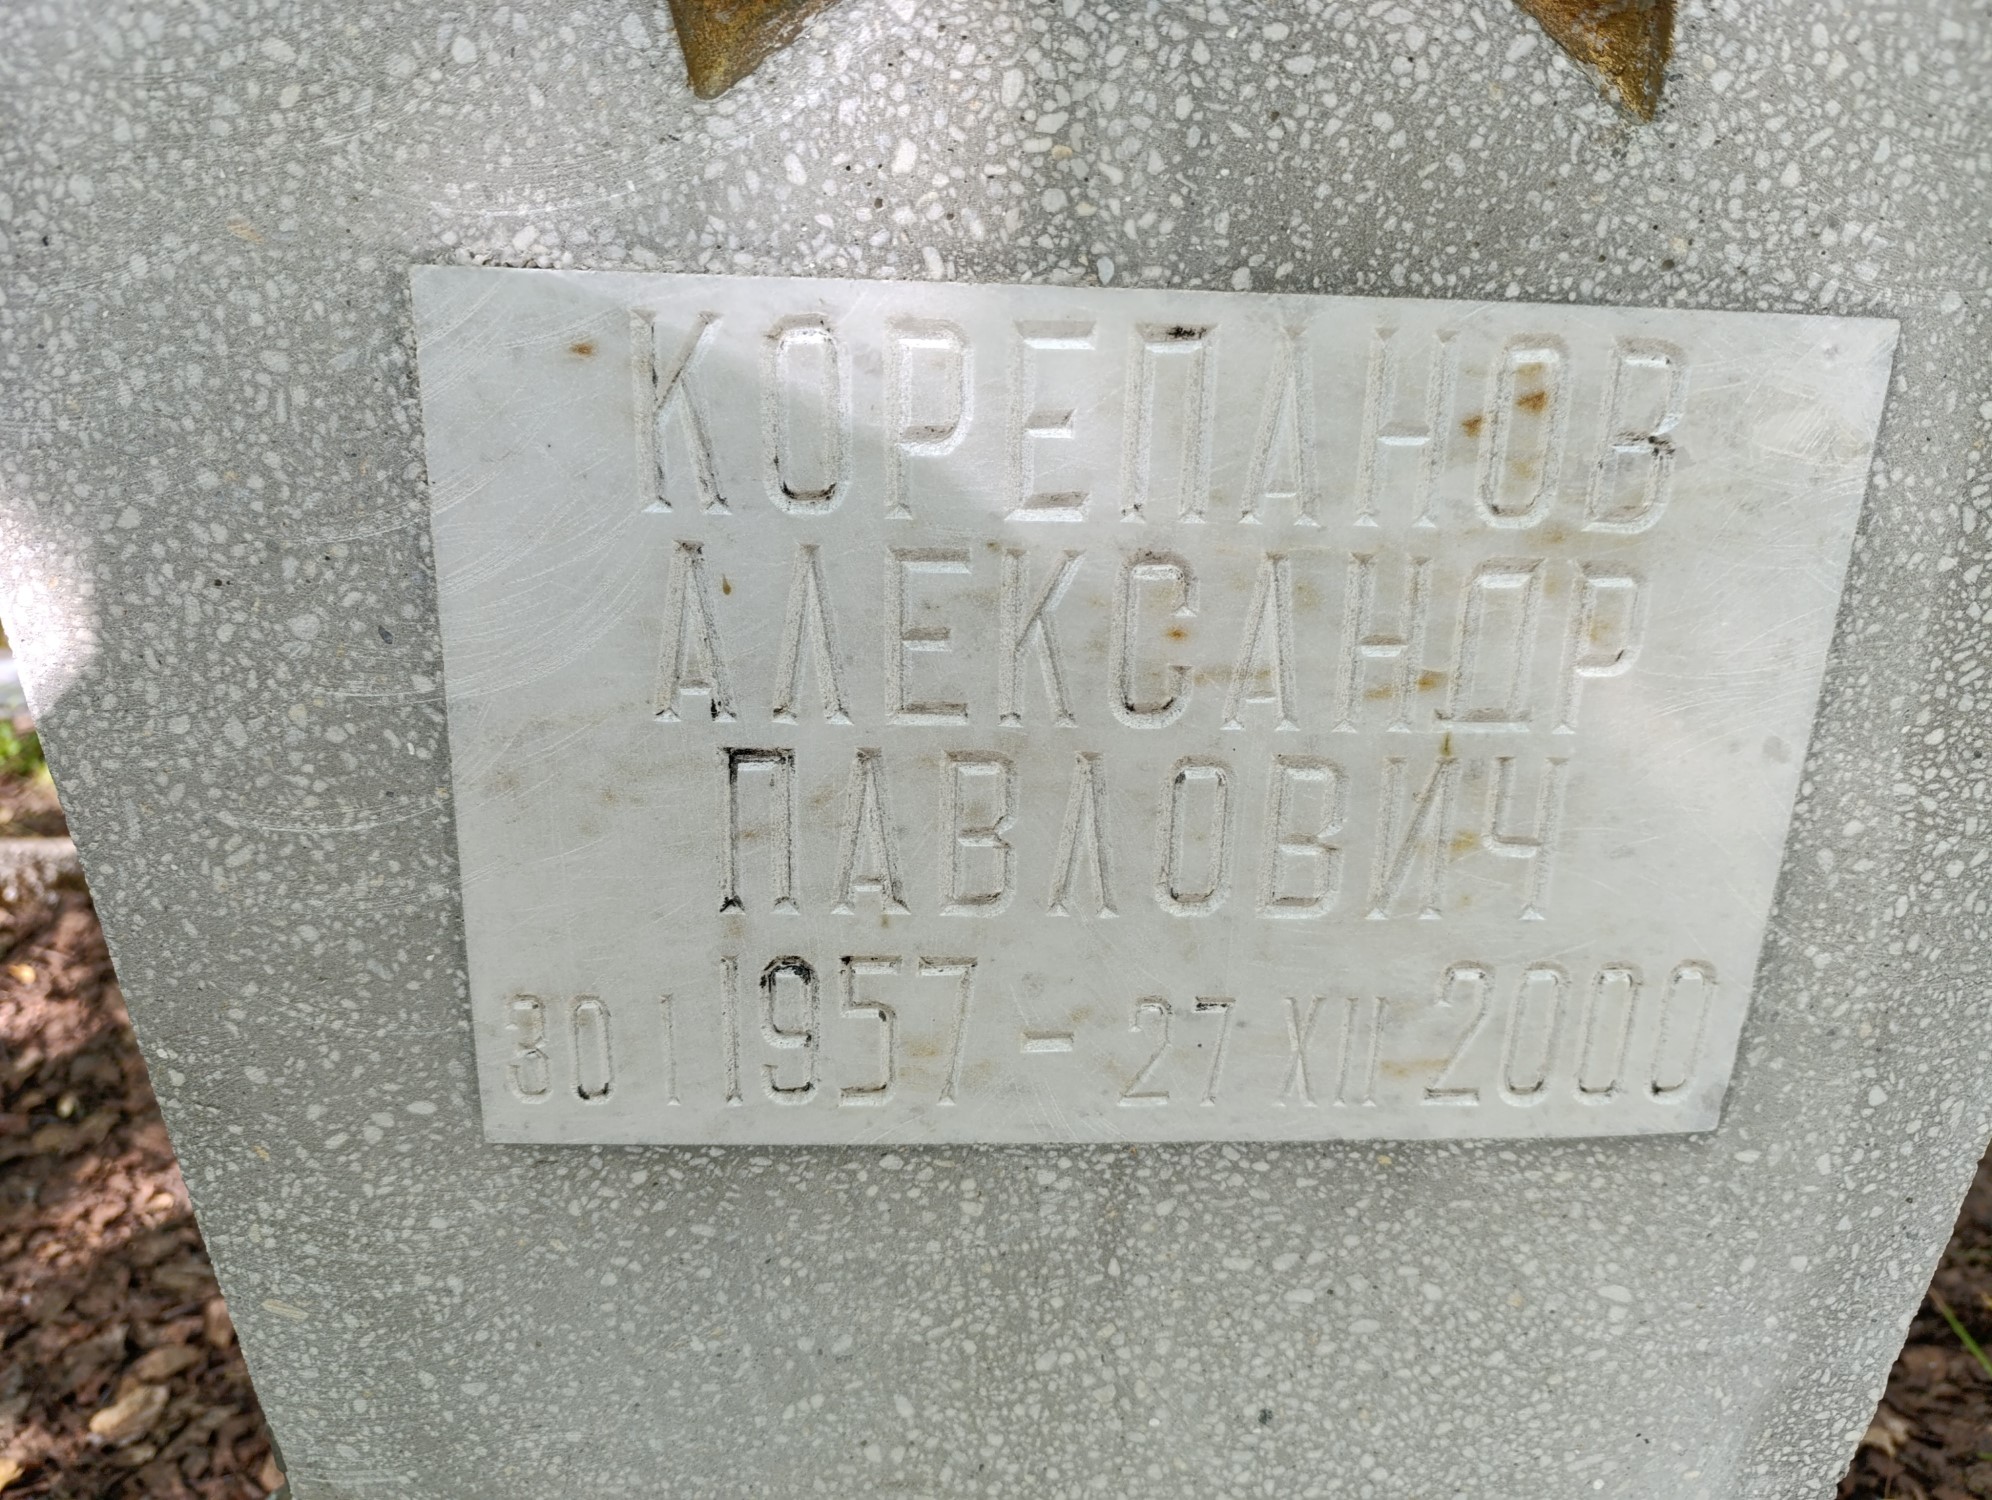 КОРЕПАНОВ
АЛЕКСАНДР
ПАВЛОВИЧ
30 I 1957 - 27 XII 2000